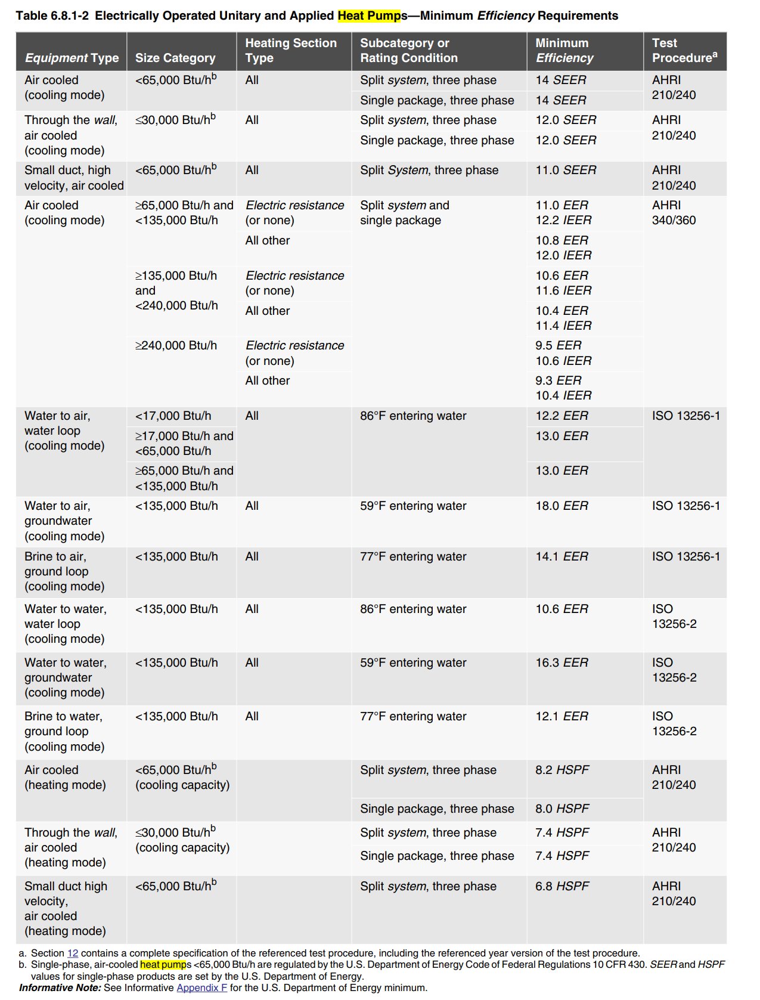 Table 6.8.1-2 Electrically Operated Unitary and Applied Heat Pumps—Minimum Efficiency Requirements
Equipment Type
Size Category
Heating Section
Type
Subcategory or
Rating Condition
Minimum
Efficiency
Test
Procedurea
Air cooled
(cooling mode)
<65,000 Btu/hb
All
Split system, three phase
14 SEER
AHRI
210/240
Single package, three phase
14 SEER
Through the wall,
air cooled
(cooling mode)
≤30,000 Btu/hb
All
Split system, three phase
12.0 SEER
AHRI
210/240
Single package, three phase
12.0 SEER
Small duct, high
velocity, air cooled
<65,000 Btu/hb
All
Split System, three phase
11.0 SEER
AHRI
210/240
Air cooled
(cooling mode)
≥65,000 Btu/h and
<135,000 Btu/h
Electric resistance
(or none)
Split system and
single package
11.0 EER
12.2 IEER
AHRI
340/360
All other
10.8 EER
12.0 IEER
≥135,000 Btu/h
and
<240,000 Btu/h
Electric resistance
(or none)
10.6 EER
11.6 IEER
All other
10.4 EER
11.4 IEER
≥240,000 Btu/h
Electric resistance
(or none)
9.5 EER
10.6 IEER
All other
9.3 EER
10.4 IEER
Water to air,
water loop
(cooling mode)
<17,000 Btu/h
All
86°F entering water
12.2 EER
ISO 13256-1
≥17,000 Btu/h and
<65,000 Btu/h
13.0 EER
≥65,000 Btu/h and
<135,000 Btu/h
13.0 EER
Water to air,
groundwater
(cooling mode)
<135,000 Btu/h
All
59°F entering water
18.0 EER
ISO 13256-1
Brine to air,
ground loop
(cooling mode)
<135,000 Btu/h
All
77°F entering water
14.1 EER
ISO 13256-1
Water to water,
water loop
(cooling mode)
<135,000 Btu/h
All
86°F entering water
10.6 EER
ISO
13256-2
Water to water,
groundwater
(cooling mode)
<135,000 Btu/h
All
59°F entering water
16.3 EER
ISO
13256-2
Brine to water,
ground loop
(cooling mode)
<135,000 Btu/h
All
77°F entering water
12.1 EER
ISO
13256-2
Air cooled
(heating mode)
<65,000 Btu/hb
(cooling capacity)
Split system, three phase
8.2 HSPF
AHRI
210/240
Single package, three phase
8.0 HSPF
Through the wall,
air cooled
(heating mode)
≤30,000 Btu/hb
(cooling capacity)
Split system, three phase
7.4 HSPF
AHRI
210/240
Single package, three phase
7.4 HSPF
Small duct high
velocity,
air cooled
(heating mode)
<65,000 Btu/hb
Split system, three phase
6.8 HSPF
AHRI
210/240
a. Section 12 contains a complete specification of the referenced test procedure, including the referenced year version of the test procedure.
b. Single-phase, air-cooled heat pumps <65,000 Btu/h are regulated by the U.S. Department of Energy Code of Federal Regulations 10 CFR 430. SEER and HSPF
values for single-phase products are set by the U.S. Department of Energy.
Informative Note: See Informative Appendix F for the U.S. Department of Energy minimum.